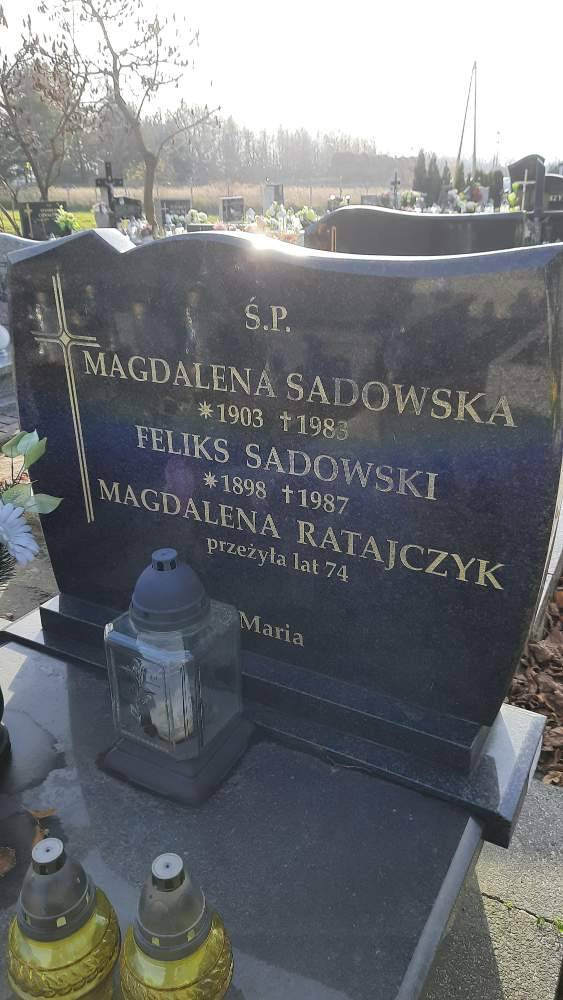 Ś.P.
MAGDALENA SADOWSKA
*1903 †1983
FELIKS SADOWSKI
*1898 †1987
MAGDALENA RATAJCZYK
przeżyła lat 74
Maria